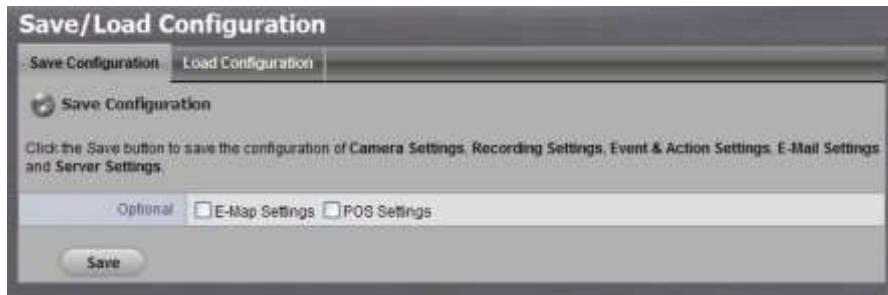 Save/Load Configuration
Save Configuration Load Configuration
Save Configuration
Click the Save button to save the configuration of Camera Settings, Recording Settings, Event & Action Settings, E-Mail Settings
and Server Settings.
Optional E-Map Settings POS Settings
Save